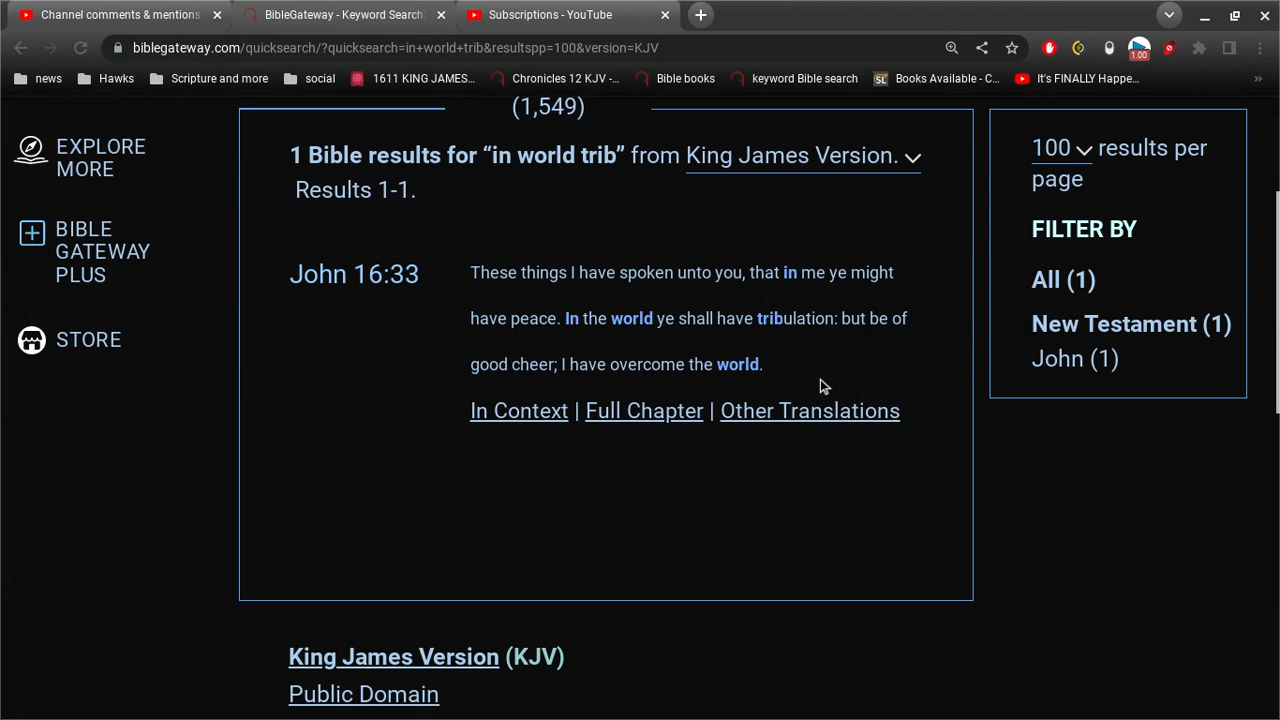 Channel comments & mentions
BibleGateway - Keyword Search:
Subscriptions - YouTube
biblegateway.com/quicksearch/?quicksearch=in+world+trib&resultspp=100&version=KJV
1.00
news
Hawks
Scripture and more
social
1611 KING JAMES…
Chronicles 12 KJV -…
Bible books
keyword Bible search
SL
Books Available - C…
It's FINALLY Happe…
»
EXPLORE
MORE
BIBLE
GATEWAY
PLUS
STORE
(1,549)
1 Bible results for “in world trib” from King James Version.
Results 1-1.
John 16:33
These things I have spoken unto you, that in me ye might
have peace. In the world ye shall have tribulation: but be of
good cheer; I have overcome the world.
In Context | Full Chapter | Other Translations
100 results per
page
FILTER BY
All (1)
New Testament (1)
John (1)
King James Version (KJV)
Public Domain